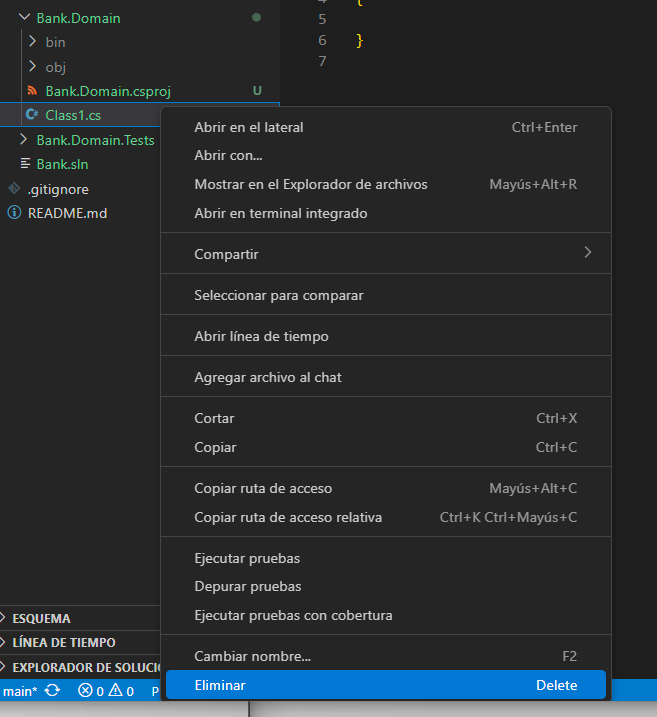 Bank.Domain
bin
obj
Bank.Domain.csproj U
Class1.cs
Bank.Domain.Tests
Bank.sln
.gitignore
README.md
5
6 }
7
Abrir en el lateral Ctrl+Enter
Abrir con...
Mostrar en el Explorador de archivos Mayús+Alt+R
Abrir en terminal integrado
Compartir
Seleccionar para comparar
Abrir línea de tiempo
Agregar archivo al chat
Cortar Ctrl+X
Copiar Ctrl+C
Copiar ruta de acceso Mayús+Alt+C
Copiar ruta de acceso relativa Ctrl+K Ctrl+Mayús+C
Ejecutar pruebas
Depurar pruebas
Ejecutar pruebas con cobertura
Cambiar nombre... F2
Eliminar Delete
ESQUEMA
LÍNEA DE TIEMPO
EXPLORADOR DE SOLUCI
main* 0 0 P